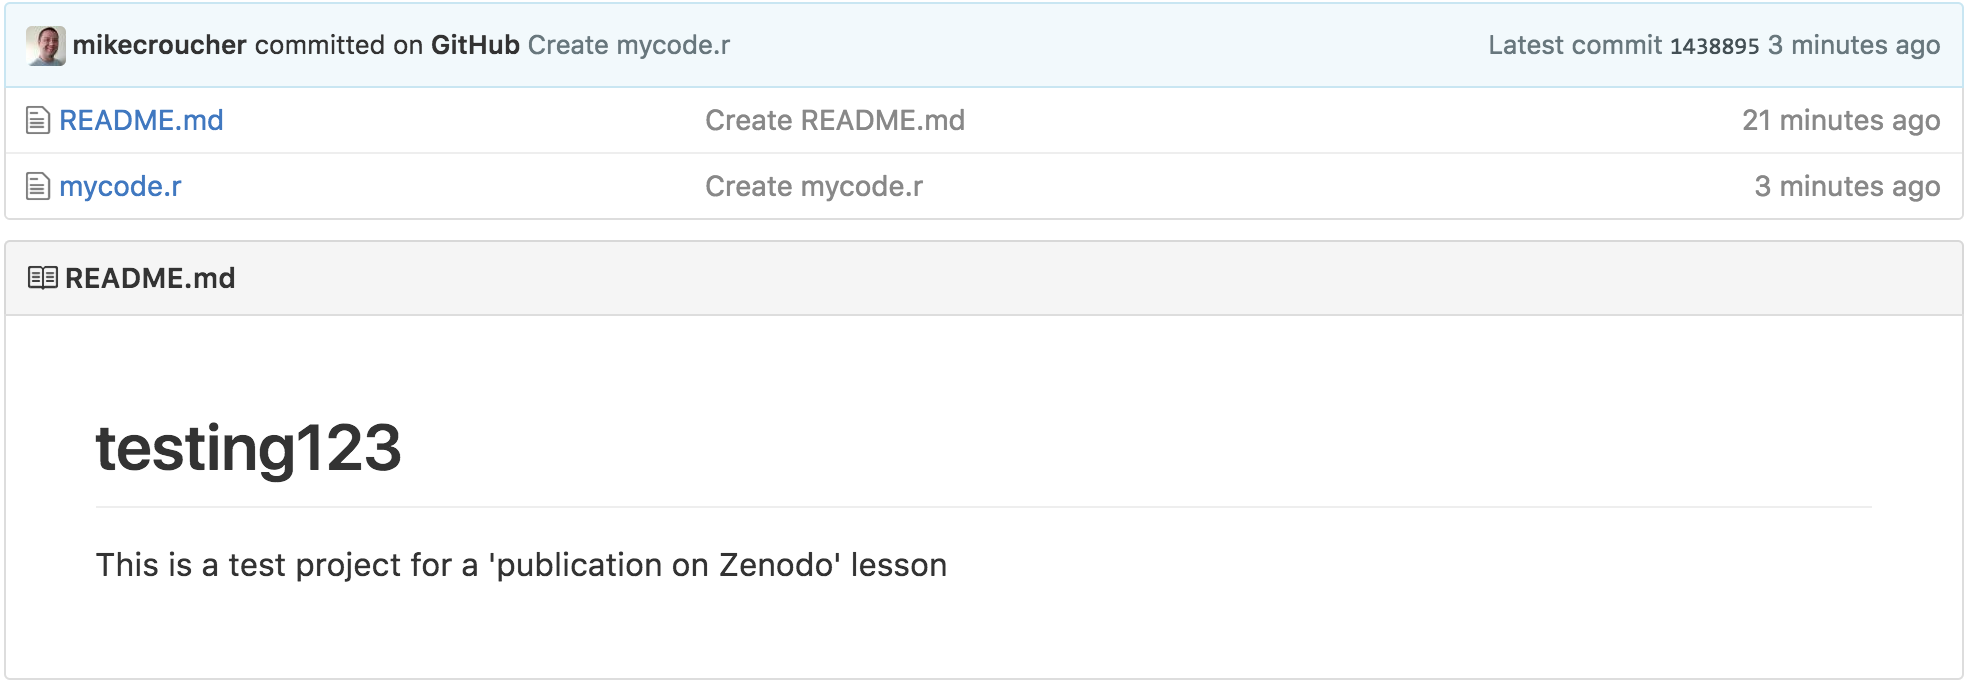 mikecroucher committed on GitHub Create mycode.r Latest commit 1438895 3 minutes ago
README.md Create README.md 21 minutes ago
mycode.r Create mycode.r 3 minutes ago
README.md
testing123
This is a test project for a 'publication on Zenodo' lesson